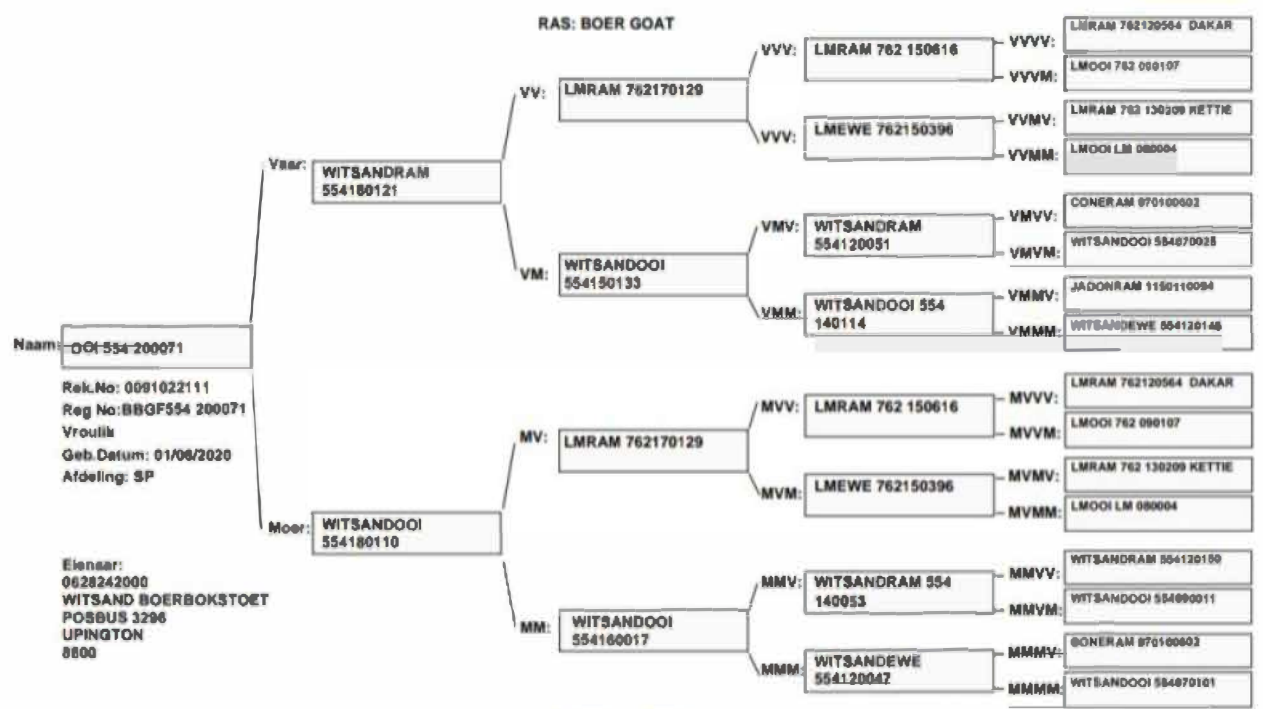 RAS: BOER GOAT
Naam:
OOI 554 200071
Rek.No: 0091022111
Reg No:BBGF554 200071
Vroulik
Geb.Datum: 01/06/2020
Afdeling: SP
Eienaar:
0628242000
WITSAND BOERBOKSTOET
POSBUS 3296
UPINGTON
8800
Vaar:
WITSANDRAM
554180121
Moer:
WITSANDOOI
554180110
VV:
LMRAM 762170129
VM:
WITSANDOOI
554150133
MV:
LMRAM 762170129
MM:
WITSANDOOI
554160017
VVV:
LMRAM 762 150616
VVV:
LMEWE 762150396
VMV:
WITSANDRAM
554120051
VMM:
WITSANDOOI 554
140114
MVV:
LMRAM 762 150616
MVM:
LMEWE 762150396
MMV:
WITSANDRAM 554
140053
MMM:
WITSANDEWE
554120047
VVVV:
LMRAM 762120564 DAKAR
VVVM:
LMOOI 762 090107
VVMV:
LMRAM 762 130209 KETTIE
VVMM:
LMOOI LM 080004
VMVV:
CONERAM 970100602
VMVM:
WITSANDOOI 554070025
VMMV:
JADONRAM 1150110094
VMMM:
WITSANDEWE 554120148
MVVV:
LMRAM 762120564 DAKAR
MVVM:
LMOOI 762 090107
MVMV:
LMRAM 762 130209 KETTIE
MVMM:
LMOOI LM 080004
MMVV:
WITSANDRAM 554120150
MMVM:
WITSANDOOI 554090011
MMMV:
CONERAM 970100602
MMMM:
WITSANDOOI 554070101